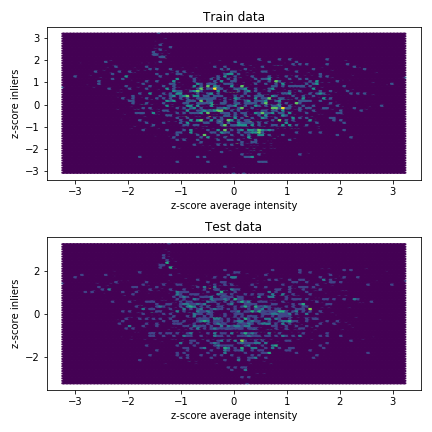 Train data
3
2
1
0
−1
−2
−3
z-score inliers
−3 −2 −1 0 1 2 3
z-score average intensity
Test data
2
0
−2
z-score inliers
−3 −2 −1 0 1 2 3
z-score average intensity